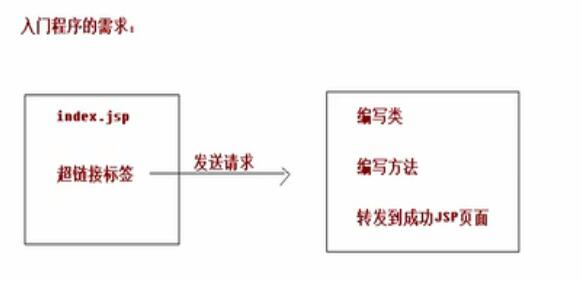 入门程序的需求：
index.jsp
超链接标签
发送请求
编写类
编写方法
转发到成功JSP页面